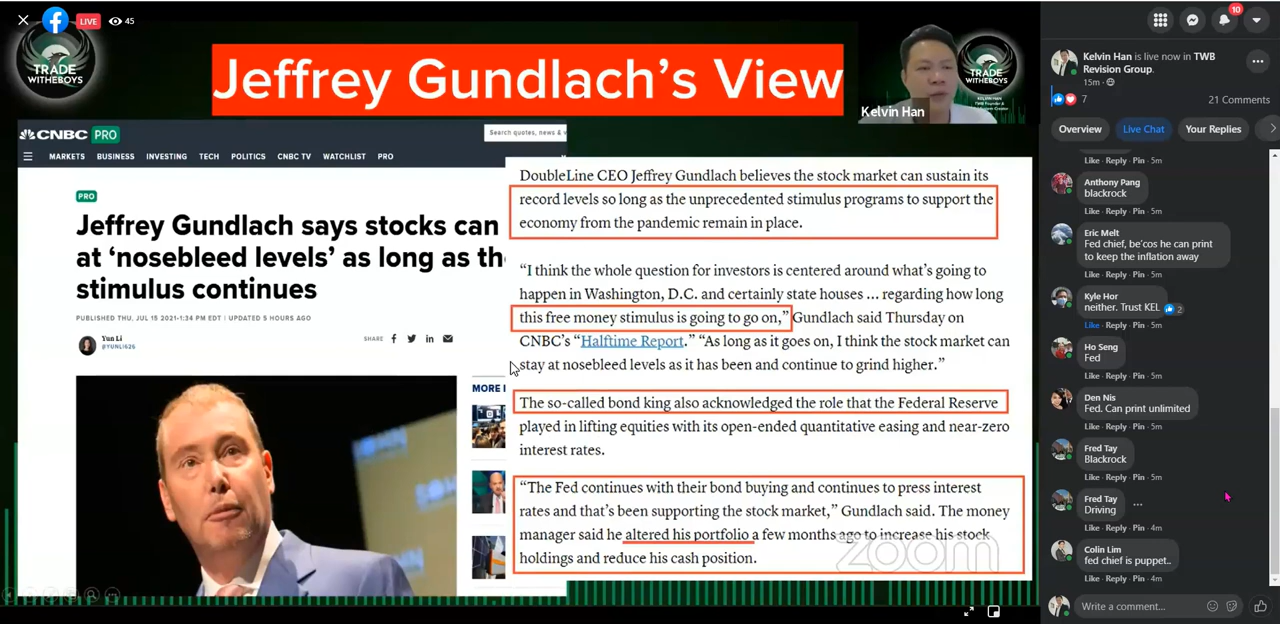 LIVE
45
TRADE
WITHEBOYS
Jeffrey Gundlach’s View
Kelvin Han
TRADE
WITHEBOYS
KELVIN HAN
CNBC PRO
Search quotes, news & v
MARKETS BUSINESS INVESTING TECH POLITICS CNBC TV WATCHLIST PRO
PRO
Jeffrey Gundlach says stocks can
at ‘nosebleed levels’ as long as the
stimulus continues
PUBLISHED THU, JUL 15 2021•1:34 PM EDT | UPDATED 5 HOURS AGO
Yun Li
@YUNLI626
SHARE
MORE I
DoubleLine CEO Jeffrey Gundlach believes the stock market can sustain its
record levels so long as the unprecedented stimulus programs to support the
economy from the pandemic remain in place.
“I think the whole question for investors is centered around what’s going to
happen in Washington, D.C. and certainly state houses ... regarding how long
this free money stimulus is going to go on,” Gundlach said Thursday on
CNBC’s “Halftime Report.” “As long as it goes on, I think the stock market can
stay at nosebleed levels as it has been and continue to grind higher.”
The so-called bond king also acknowledged the role that the Federal Reserve
played in lifting equities with its open-ended quantitative easing and near-zero
interest rates.
“The Fed continues with their bond buying and continues to press interest
rates and that’s been supporting the stock market,” Gundlach said. The money
manager said he altered his portfolio a few months ago to increase his stock
holdings and reduce his cash position.
zoom
10
Kelvin Han is live now in TWB
Revision Group.
15m
7
21 Comments
Overview Live Chat Your Replies
Like · Reply · Pin · 5m
Anthony Pang
blackrock
Like · Reply · Pin · 5m
Eric Melt
Fed chief, be'cos he can print
to keep the inflation away
Like · Reply · Pin · 5m
Kyle Hor
neither. Trust KEL
2
Like · Reply · Pin · 5m
Ho Seng
Fed
Like · Reply · Pin · 5m
Den Nis
Fed. Can print unlimited
Like · Reply · Pin · 5m
Fred Tay
Blackrock
Like · Reply · Pin · 5m
Fred Tay
Driving
Like · Reply · Pin · 4m
Colin Lim
fed chief is puppet..
Like · Reply · Pin · 4m
Write a comment...